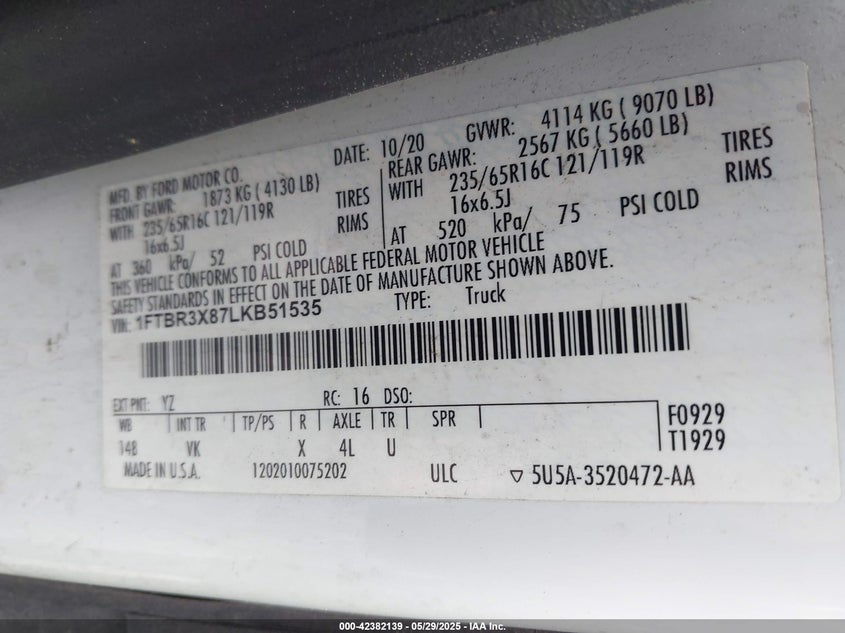 MFD. BY FORD MOTOR CO.
DATE: 10/20 GVWR: 4114 KG ( 9070 LB)
FRONT GAWR: 1873 KG ( 4130 LB)
REAR GAWR: 2567 KG ( 5660 LB)
WITH 235/65R16C 121/119R TIRES
WITH 235/65R16C 121/119R TIRES
16x6.5J RIMS
16x6.5J RIMS
AT 360 kPa/ 52 PSI COLD
AT 520 kPa/ 75 PSI COLD
THIS VEHICLE CONFORMS TO ALL APPLICABLE FEDERAL MOTOR VEHICLE
SAFETY STANDARDS IN EFFECT ON THE DATE OF MANUFACTURE SHOWN ABOVE.
VIN: 1FTBR3X87LKB51535 TYPE: Truck
EXT PNT: YZ RC: 16 DSO:
WB INT TR TP/PS R AXLE TR SPR F0929
148 VK X 4L U T1929
MADE IN U.S.A. 1202010075202 ULC ▽ 5U5A-3520472-AA
000-42382139 - 05/29/2025 - IAA Inc.